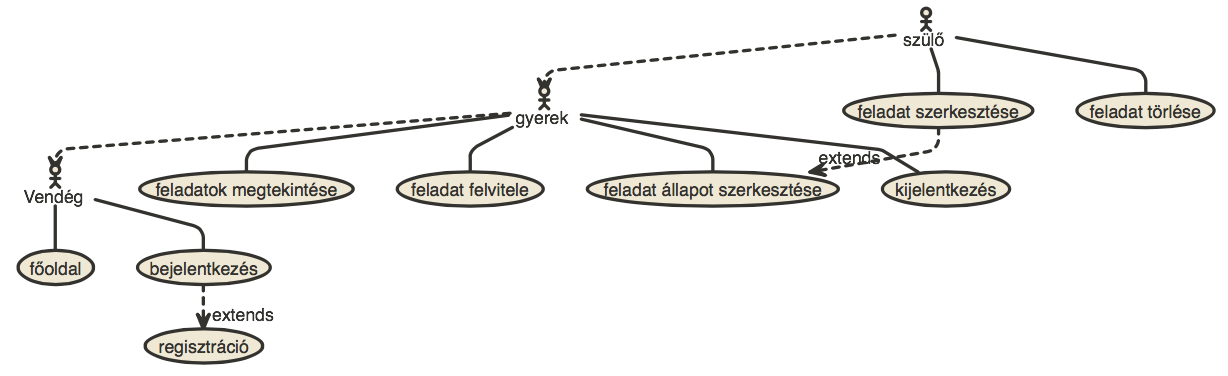 szülő
gyerek
feladat szerkesztése
feladat törlése
extends
Vendég
feladatok megtekintése
feladat felvitele
feladat állapot szerkesztése
kijelentkezés
főoldal
bejelentkezés
extends
regisztráció